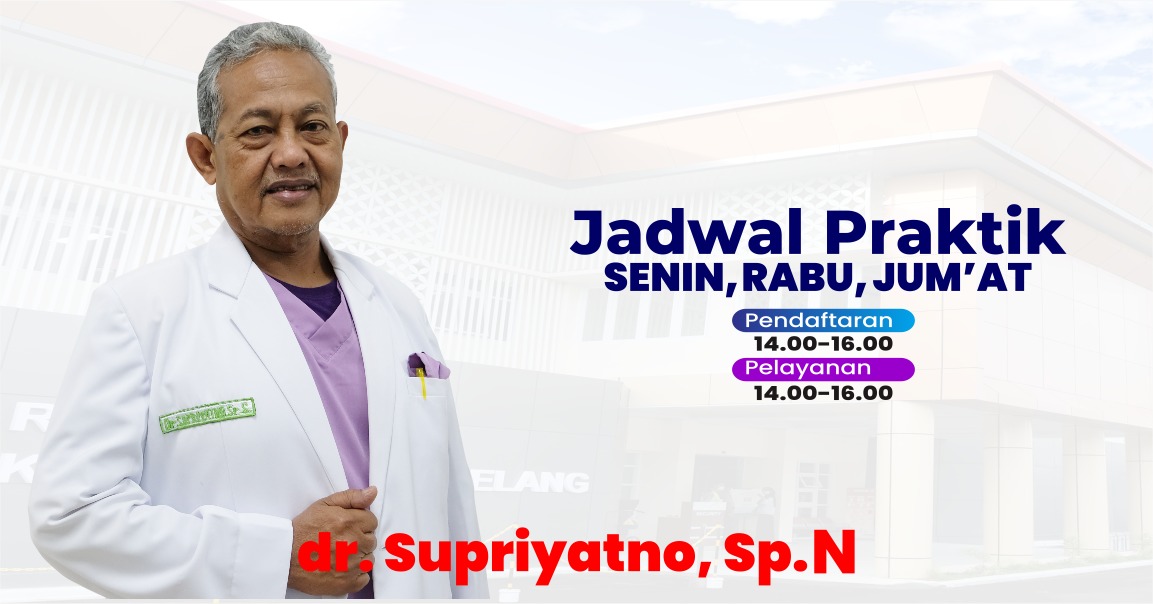 Jadwal Praktik
SENIN, RABU, JUM'AT
Pendaftaran
14.00-16.00
Pelayanan
14.00-16.00
ELANG
dr. Supriyatno, Sp.N